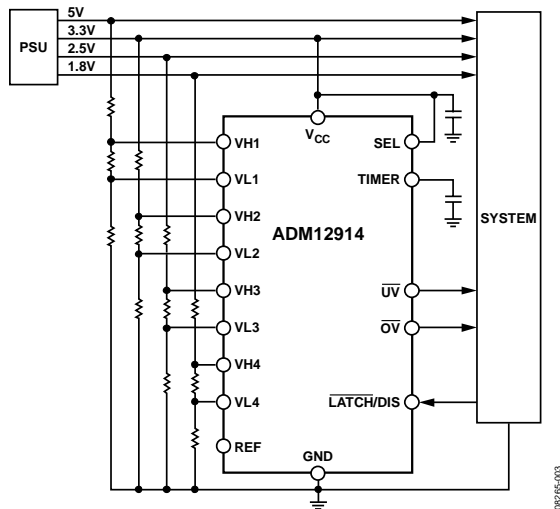 5V
3.3V
PSU
2.5V
1.8V
VCC
VH1
SEL
VL1
TIMER
VH2
SYSTEM
ADM12914
VL2
VH3
UV
VL3
OV
VH4
VL4
LATCH/DIS
REF
GND
08265-003